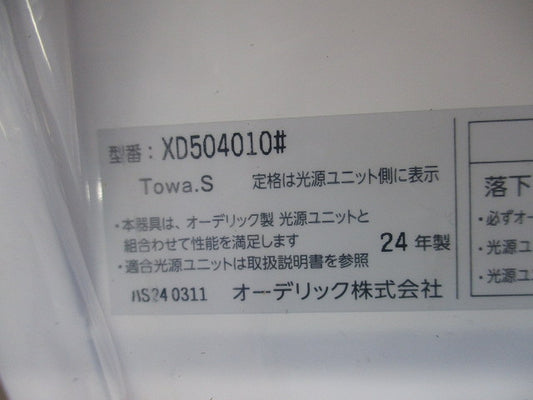 型番：XD504010#
Towa.S 定格は光源ユニット側に表示
・本器具は、オーデリック製 光源ユニットと
組合わせて性能を満足します
24年製
・適合光源ユニットは取扱説明書を参照
オーデリック株式会社
落下
・必ずオー
・光源ユニ
・光源ユニ